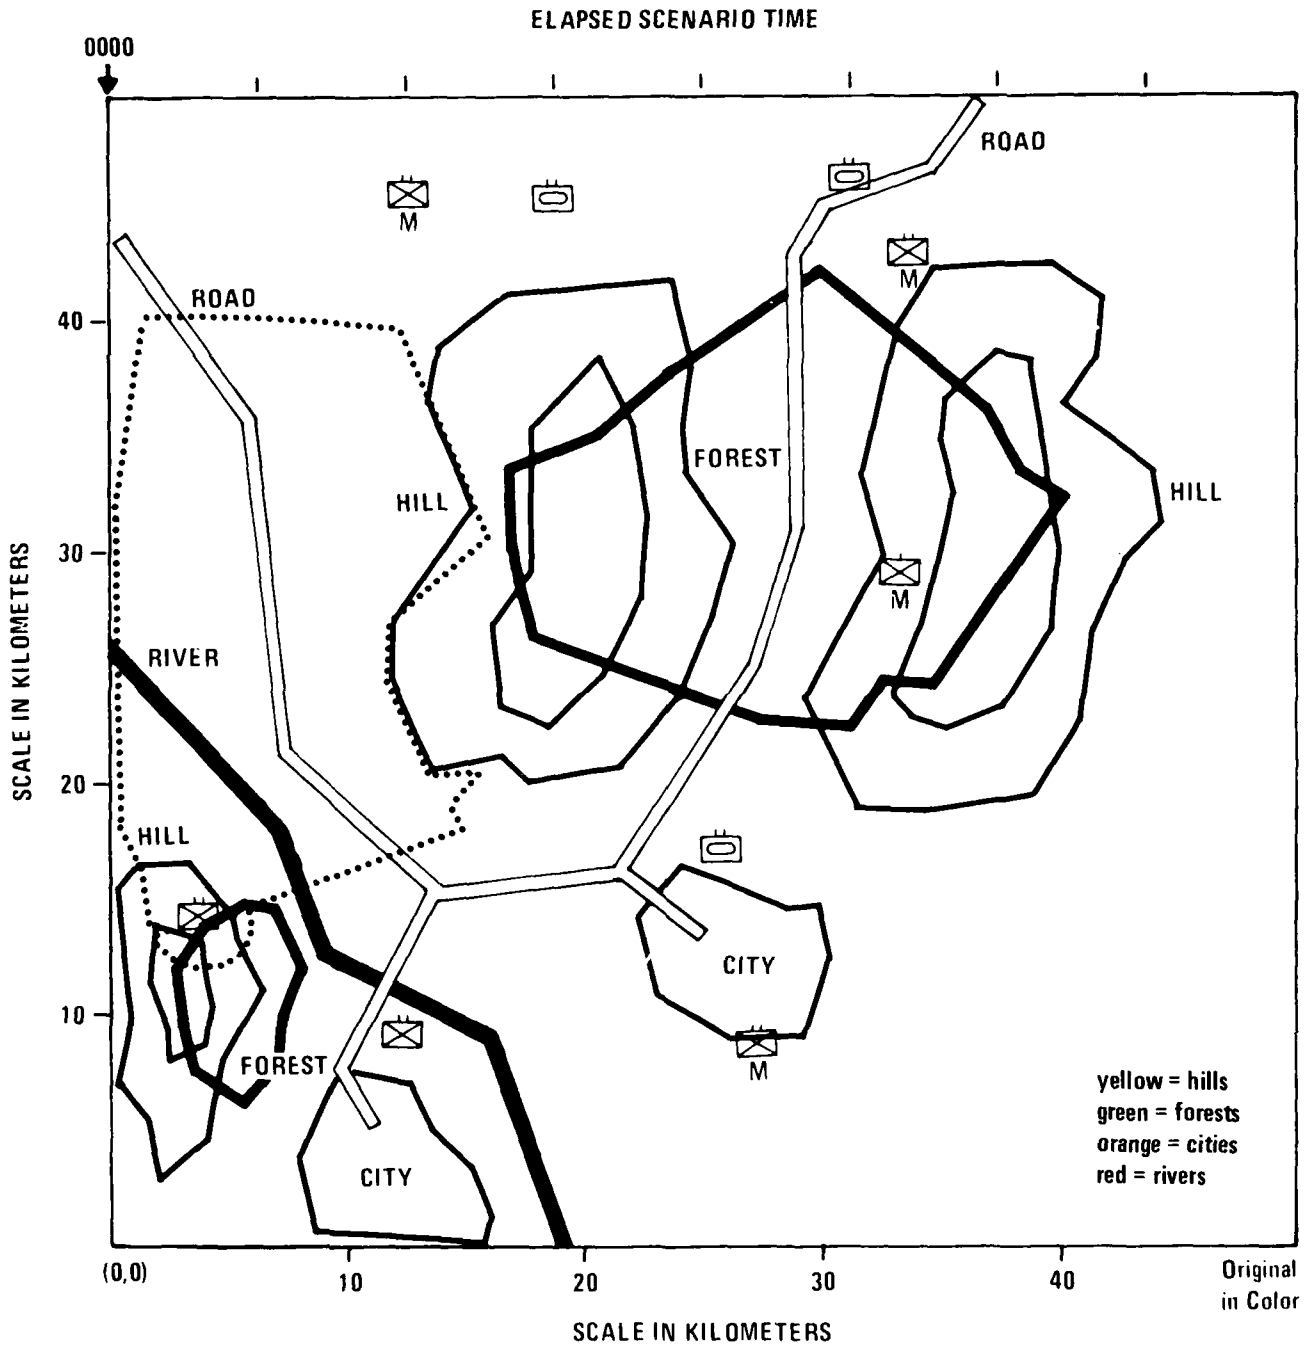 ELAPSED SCENARIO TIME
0000
ROAD
M
M
ROAD
40
FOREST
HILL
HILL
30
M
RIVER
SCALE IN KILOMETERS
20
HILL
CITY
10
FOREST
M
yellow = hills
green = forests
orange = cities
red = rivers
CITY
(0,0)
10
20
30
40
Original
in Color
SCALE IN KILOMETERS